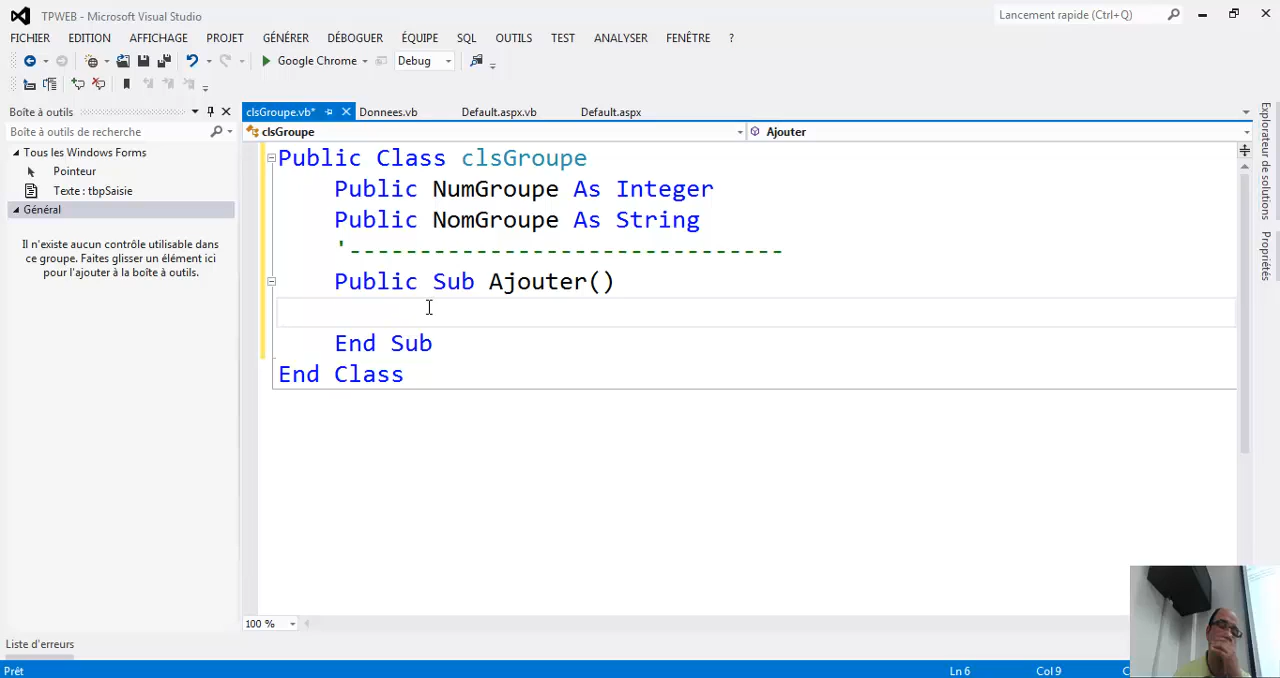 TPWEB - Microsoft Visual Studio
Lancement rapide (Ctrl+Q)
FICHIER EDITION AFFICHAGE PROJET GÉNÉRER DÉBOGUER ÉQUIPE SQL OUTILS TEST ANALYSER FENÊTRE ?
Google Chrome Debug
Boîte à outils
clsGroupe.vb* Donnees.vb Default.aspx.vb Default.aspx
Boîte à outils de recherche
clsGroupe Ajouter
Tous les Windows Forms
Pointeur
Texte : tbpSaisie
Général
Il n'existe aucun contrôle utilisable dans
ce groupe. Faites glisser un élément ici
pour l'ajouter à la boîte à outils.
Public Class clsGroupe
Public NumGroupe As Integer
Public NomGroupe As String
'-------------------------------
Public Sub Ajouter()
End Sub
End Class
Explorateur de solutions
Propriétés
100 %
Liste d'erreurs
Prêt
Ln 6 Col 9 C